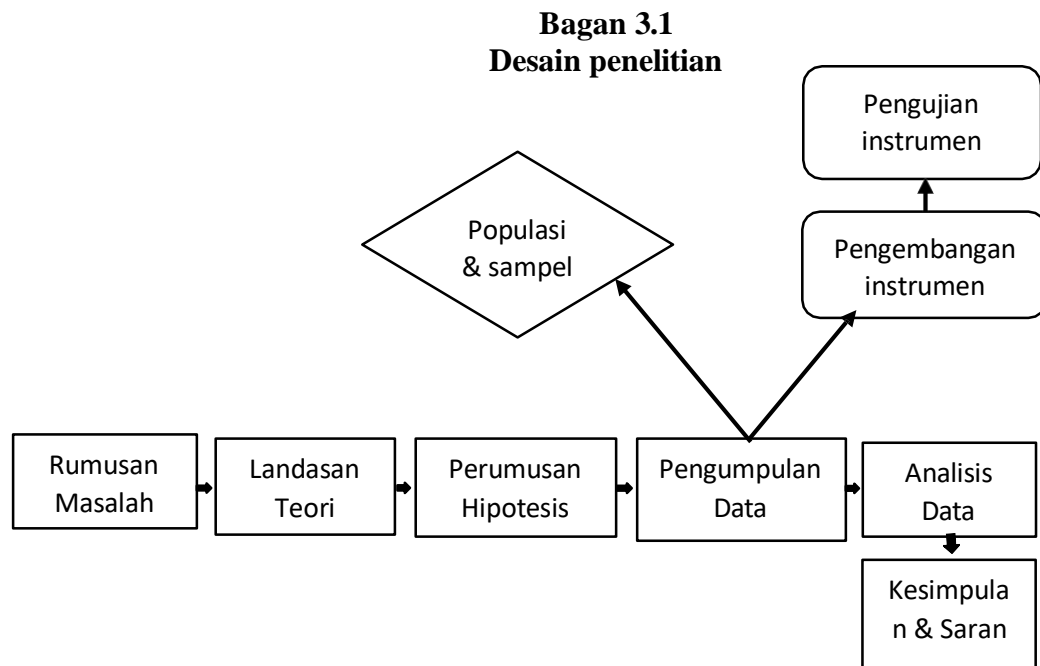 Bagan 3.1
Desain penelitian
Pengujian
instrumen
Populasi
& sampel
Pengembangan
instrumen
Rumusan
Masalah
Landasan
Teori
Perumusan
Hipotesis
Pengumpulan
Data
Analisis
Data
Kesimpula
n & Saran